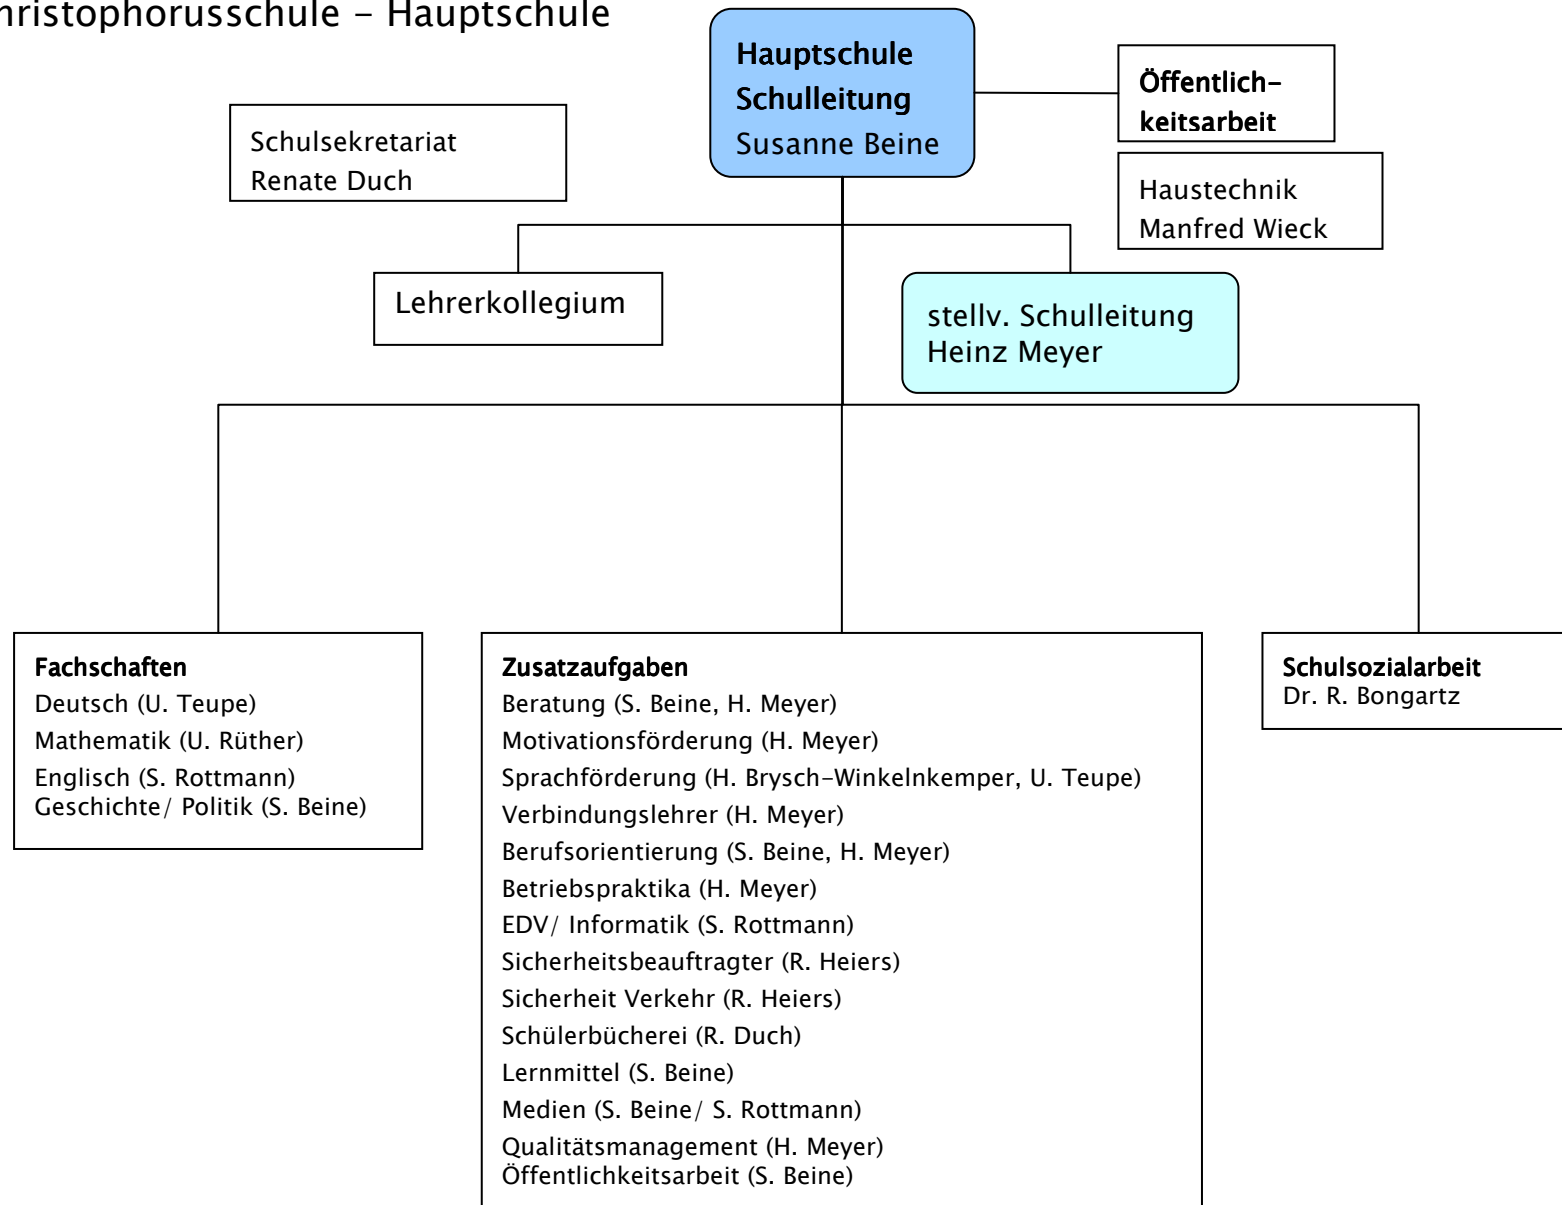 hristophorusschule - Hauptschule
Hauptschule
Schulleitung
Susanne Beine
Öffentlich-
keitsarbeit
Schulsekretariat
Renate Duch
Haustechnik
Manfred Wieck
Lehrerkollegium
stellv. Schulleitung
Heinz Meyer
Fachschaften
Deutsch (U. Teupe)
Mathematik (U. Rüther)
Englisch (S. Rottmann)
Geschichte/ Politik (S. Beine)
Zusatzaufgaben
Beratung (S. Beine, H. Meyer)
Motivationsförderung (H. Meyer)
Sprachförderung (H. Brysch-Winkelnkemper, U. Teupe)
Verbindungslehrer (H. Meyer)
Berufsorientierung (S. Beine, H. Meyer)
Betriebspraktika (H. Meyer)
EDV/ Informatik (S. Rottmann)
Sicherheitsbeauftragter (R. Heiers)
Sicherheit Verkehr (R. Heiers)
Schülerbücherei (R. Duch)
Lernmittel (S. Beine)
Medien (S. Beine/ S. Rottmann)
Qualitätsmanagement (H. Meyer)
Öffentlichkeitsarbeit (S. Beine)
Schulsozialarbeit
Dr. R. Bongartz